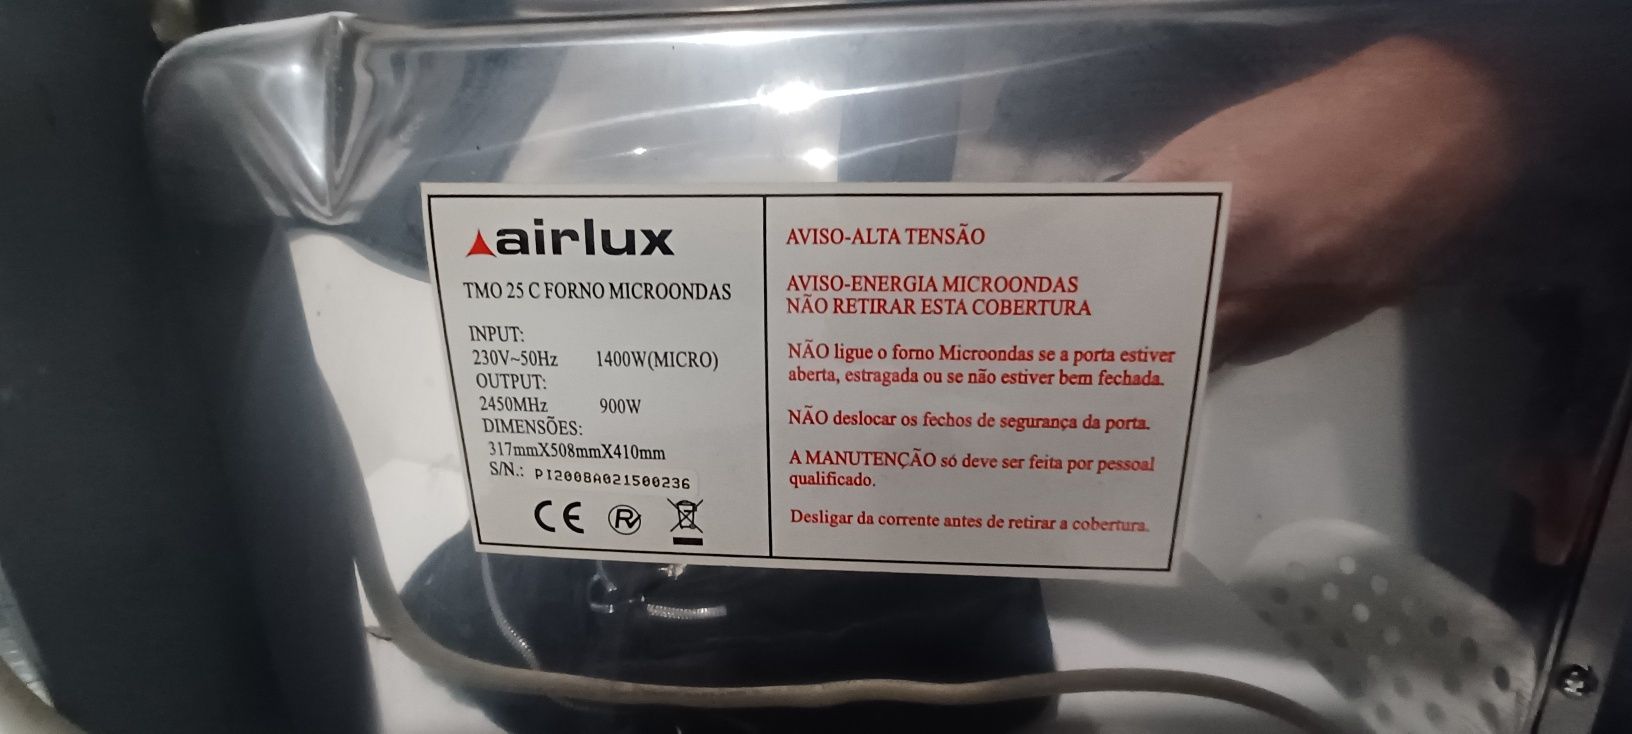 airlux
TMO 25 C FORNO MICROONDAS
INPUT:
230V~50Hz 1400W(MICRO)
OUTPUT:
2450MHz 900W
DIMENSÕES:
317mmX508mmX410mm
S/N.: PI2008A021500236
CE R
AVISO-ALTA TENSÃO
AVISO-ENERGIA MICROONDAS
NÃO RETIRAR ESTA COBERTURA
NÃO ligue o forno Microondas se a porta estiver
aberta, estragada ou se não estiver bem fechada.
NÃO deslocar os fechos de segurança da porta.
A MANUTENÇÃO só deve ser feita por pessoal
qualificado.
Desligar da corrente antes de retirar a cobertura.